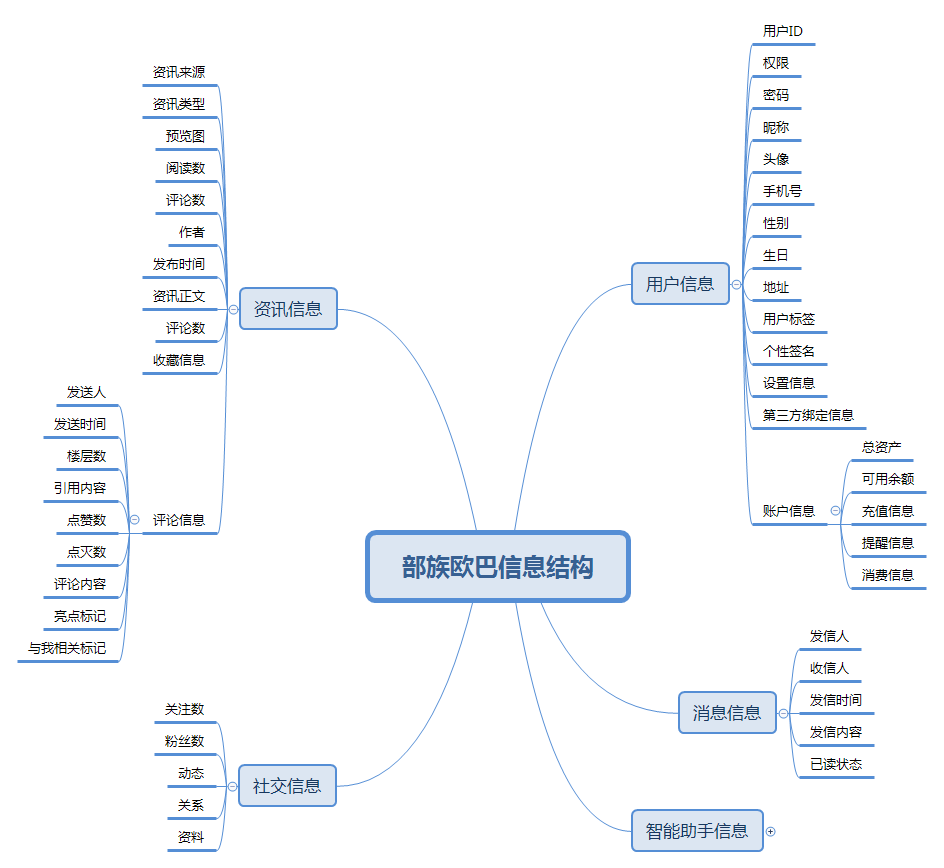 部族欧巴信息结构
用户信息
用户ID
权限
密码
昵称
头像
手机号
性别
生日
地址
用户标签
个性签名
设置信息
第三方绑定信息
账户信息
总资产
可用余额
充值信息
提醒信息
消费信息
消息信息
发信人
收信人
发信时间
发信内容
已读状态
智能助手信息
资讯信息
资讯来源
资讯类型
预览图
阅读数
评论数
作者
发布时间
资讯正文
评论数
收藏信息
评论信息
发送人
发送时间
楼层数
引用内容
点赞数
点灭数
评论内容
亮点标记
与我相关标记
社交信息
关注数
粉丝数
动态
关系
资料